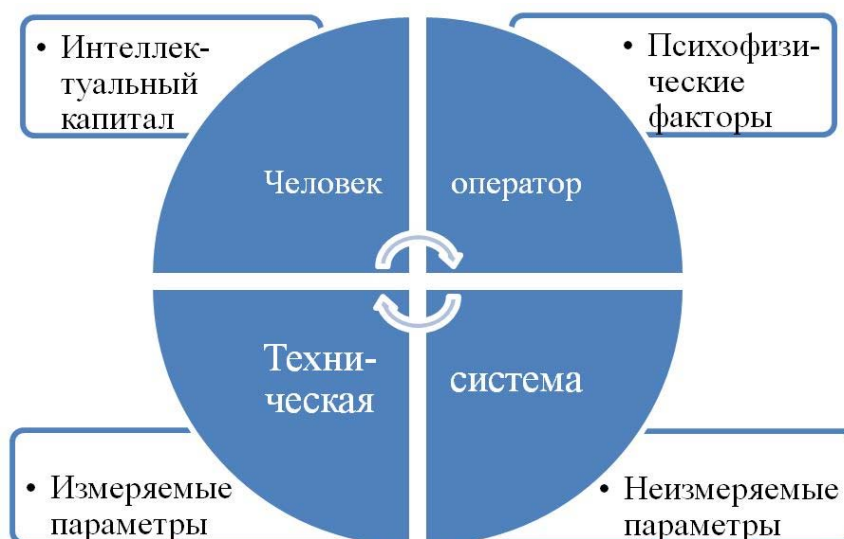 • Интеллек-
туальный
капитал
• Психофизи-
ческие
факторы
Человек
оператор
Техни-
ческая
система
• Измеряемые
параметры
• Неизмеряемые
параметры